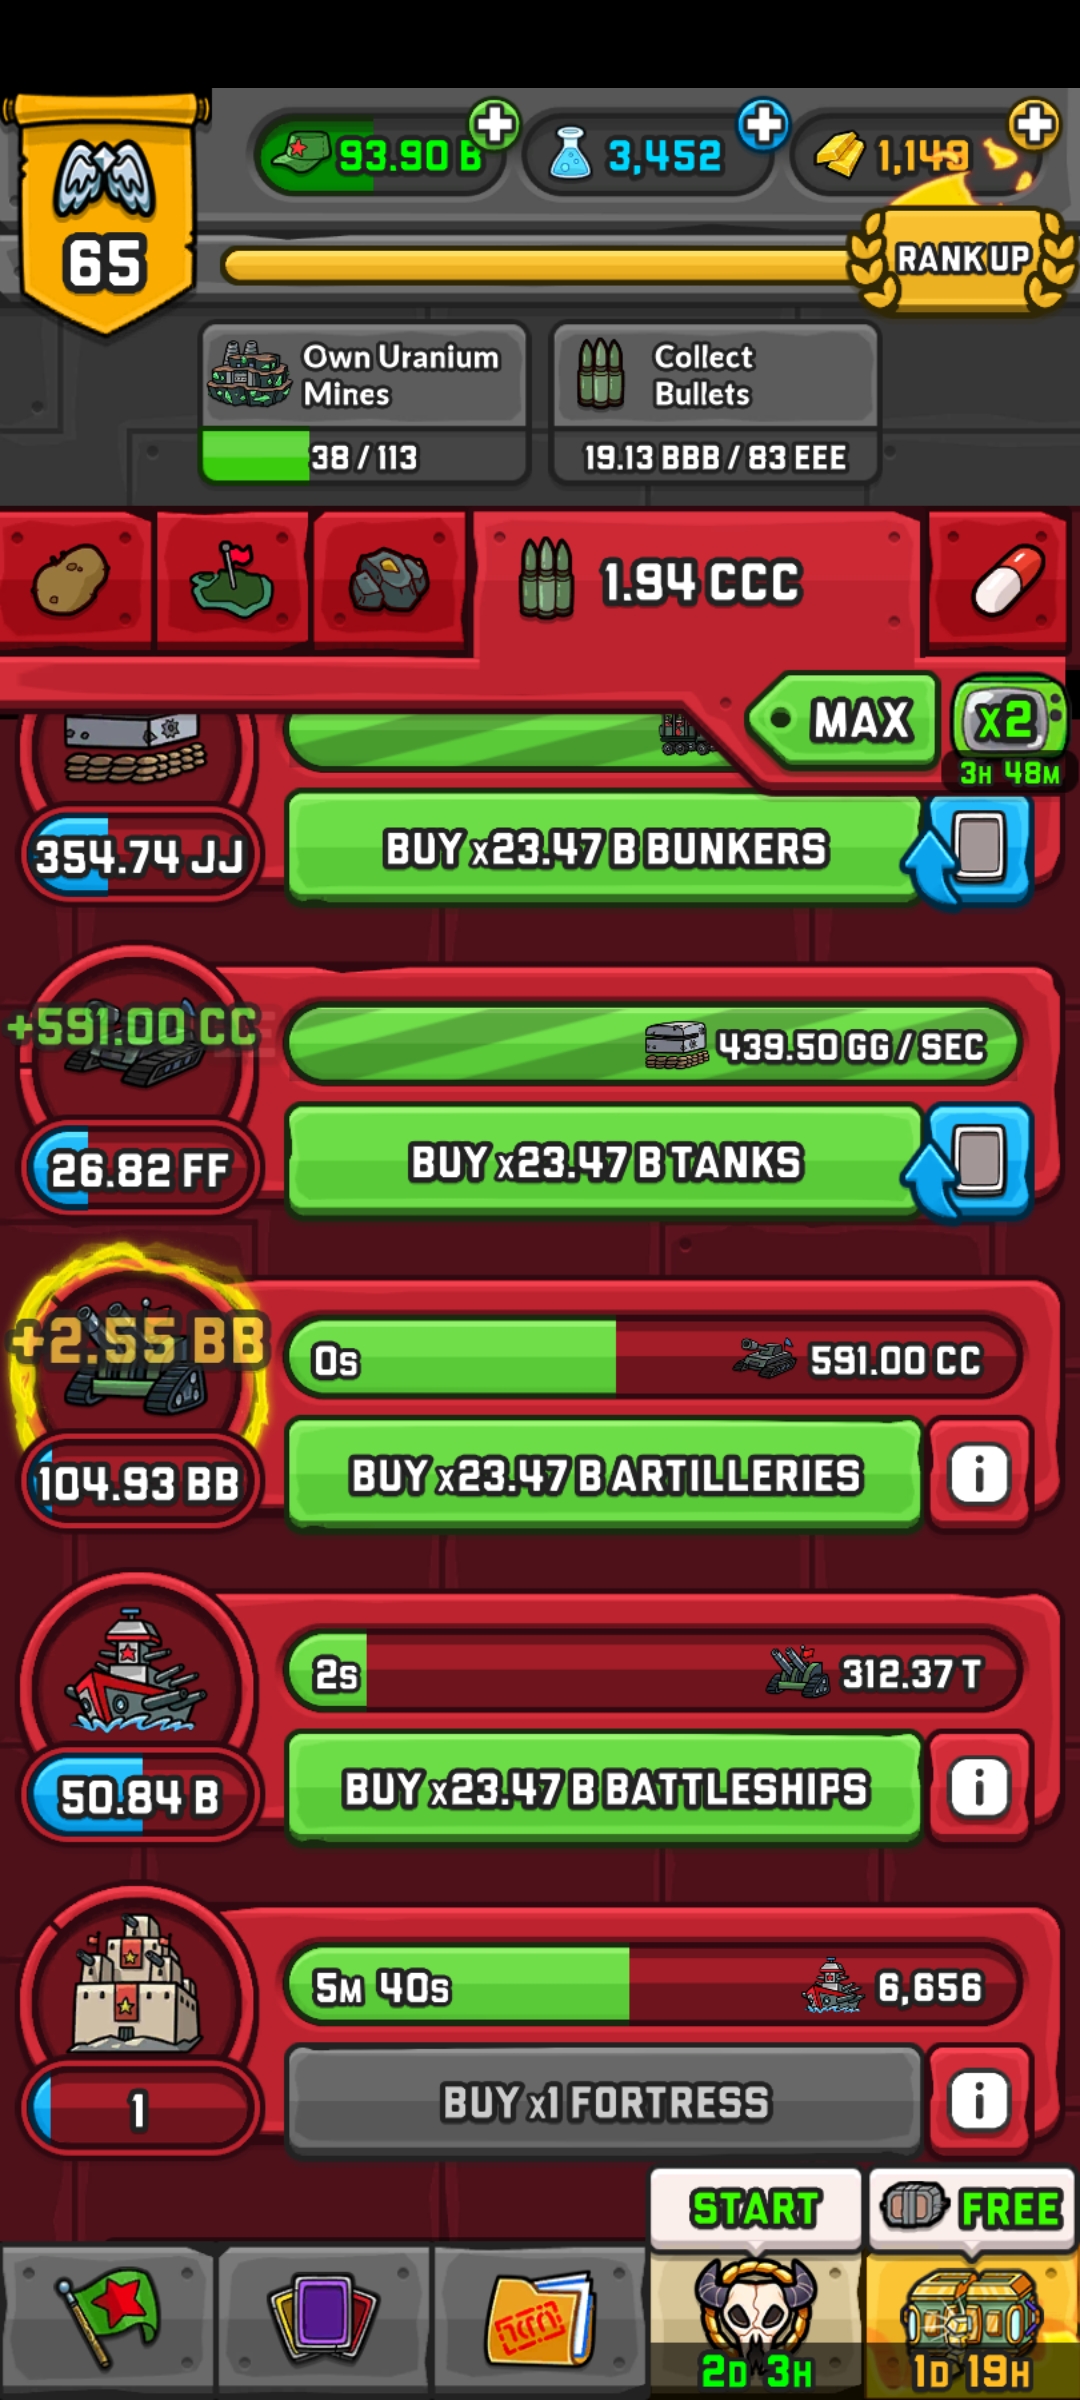 93.90 B
3,452
1,149
65
RANK UP
Own Uranium
Mines
38 / 113
Collect
Bullets
19.13 BBB / 83 EEE
1.94 CCC
MAX
x2
3H 48M
354.74 JJ
BUY x23.47 B BUNKERS
+591.00 CC
439.50 GG / SEC
26.82 FF
BUY x23.47 B TANKS
+2.55 BB
0s
591.00 CC
104.93 BB
BUY x23.47 B ARTILLERIES
2s
312.37 T
50.84 B
BUY x23.47 B BATTLESHIPS
5M 40s
6,656
1
BUY x1 FORTRESS
START
FREE
2D 3H
1D 19H